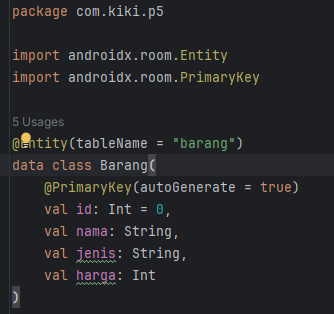 package com.kiki.p5
import androidx.room.Entity
import androidx.room.PrimaryKey
5 Usages
@Entity(tableName = "barang")
data class Barang(
@PrimaryKey(autoGenerate = true)
val id: Int = 0,
val nama: String,
val jenis: String,
val harga: Int
)